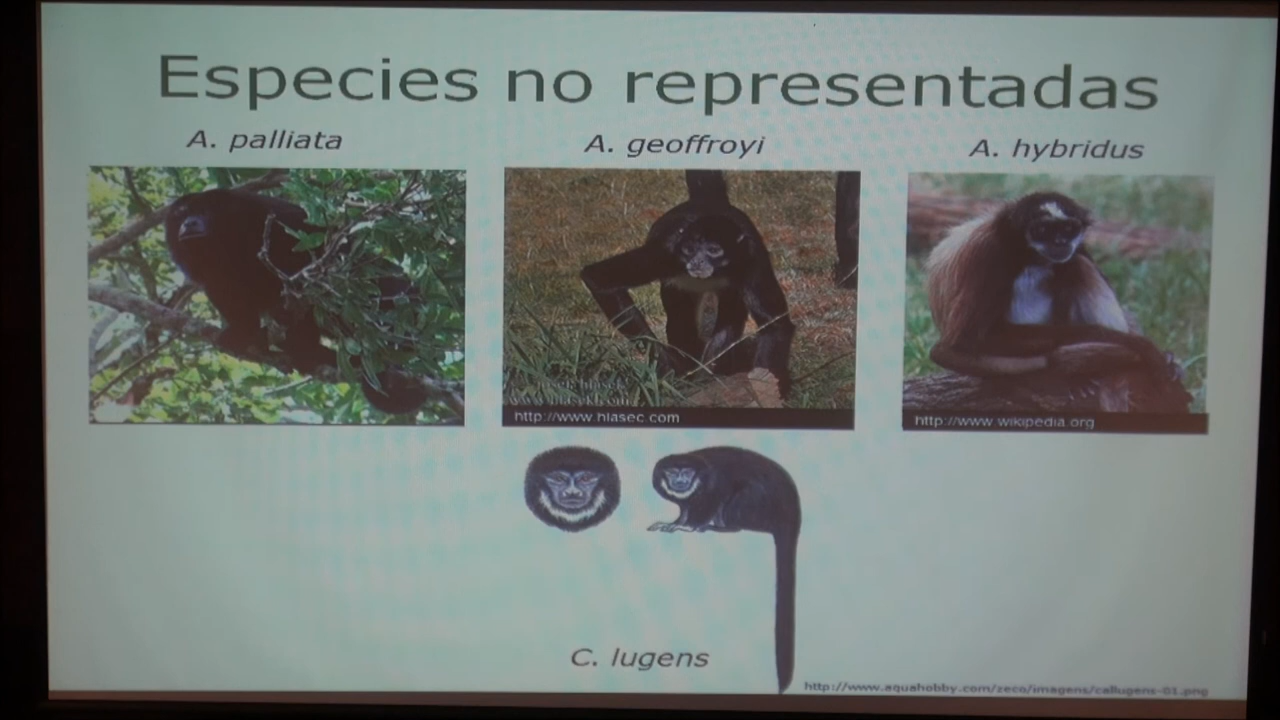 Especies no representadas
A. palliata
A. geoffroyi
A. hybridus
http://www.hlasec.com
http://www.wikipedia.org
C. lugens
http://www.aquahobby.com/zeco/imagens/callugens-01.png